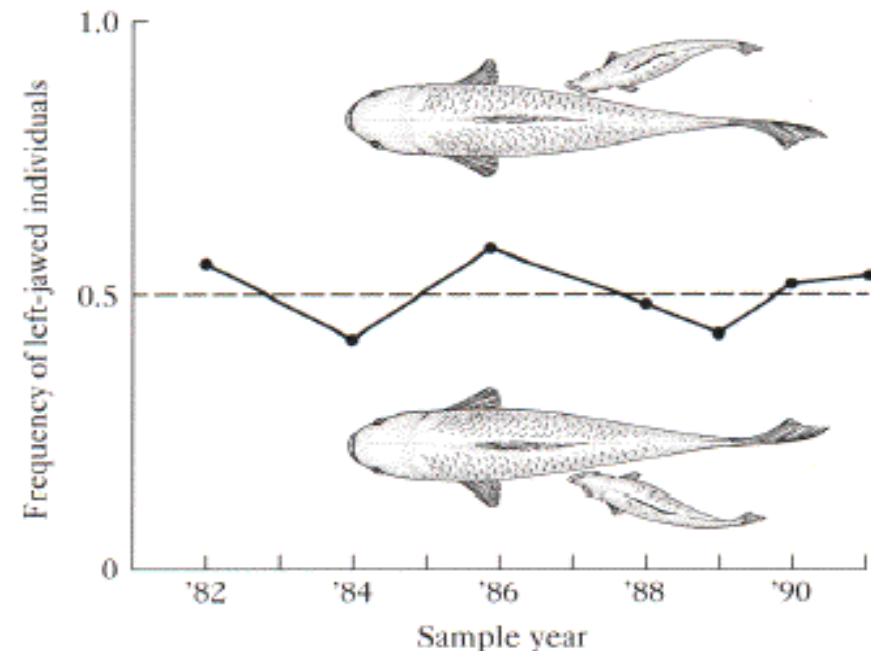 1.0
Frequency of left-jawed individuals
0.5
0
'82 '84 '86 '88 '90
Sample year